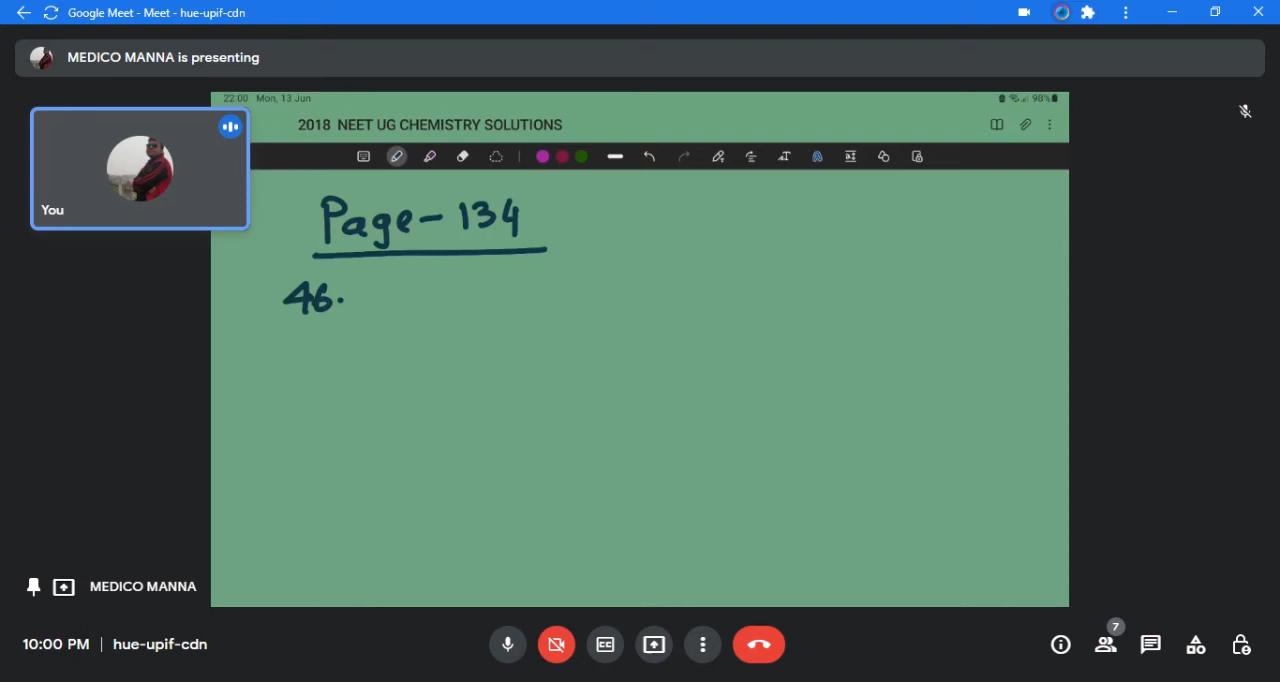 Google Meet - Meet - hue-upif-cdn
MEDICO MANNA is presenting
22:00 Mon, 13 Jun
98%
2018 NEET UG CHEMISTRY SOLUTIONS
You
Page-134
46.
MEDICO MANNA
10:00 PM | hue-upif-cdn
CC
7